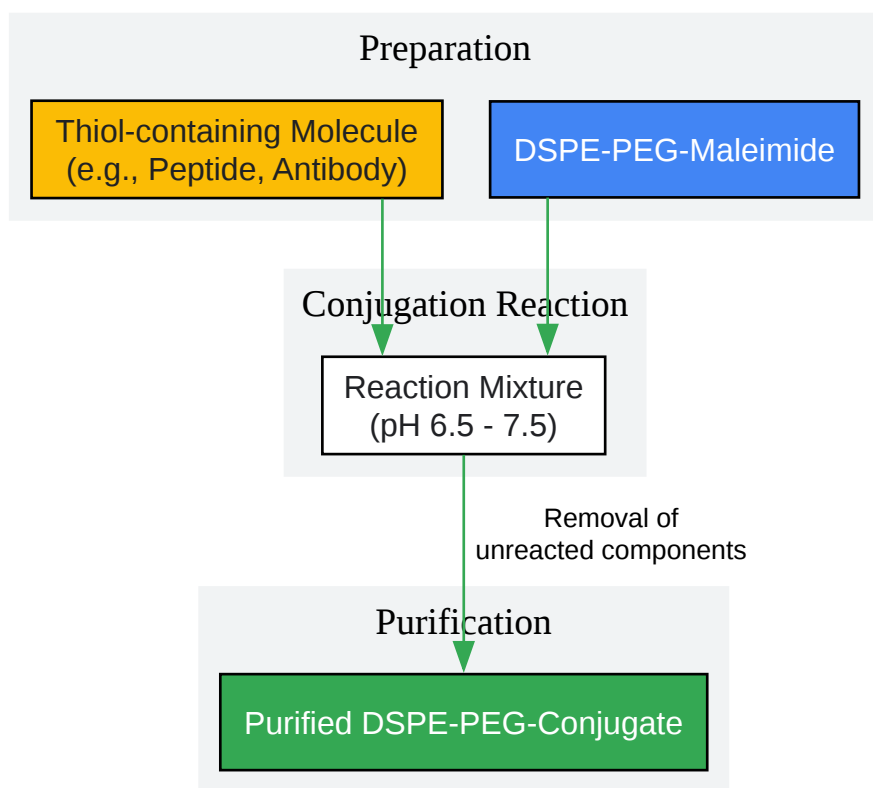 Preparation
Thiol-containing Molecule
(e.g., Peptide, Antibody)
DSPE-PEG-Maleimide
Conjugation Reaction
Reaction Mixture
(pH 6.5 - 7.5)
Removal of
unreacted components
Purification
Purified DSPE-PEG-Conjugate